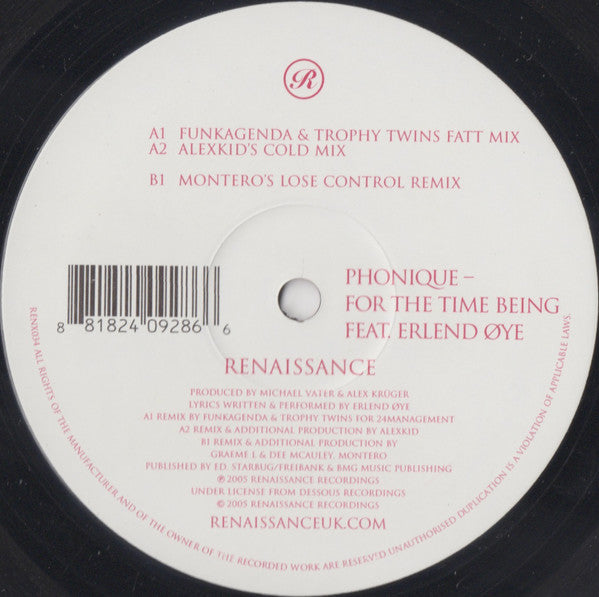 R
A1 FUNKAGENDA & TROPHY TWINS FATT MIX
A2 ALEXKID'S COLD MIX
B1 MONTERO'S LOSE CONTROL REMIX
8 81824 09286 6
PHONIQUE –
FOR THE TIME BEING
FEAT. ERLEND ØYE
RENAISSANCE
PRODUCED BY MICHAEL VATER & ALEX KRÜGER
LYRICS WRITTEN & PERFORMED BY ERLEND ØYE
A1 REMIX BY FUNKAGENDA & TROPHY TWINS FOR 24MANAGEMENT
A2 REMIX & ADDITIONAL PRODUCTION BY ALEXKID
B1 REMIX & ADDITIONAL PRODUCTION BY
GRAEME L & DEE MCAULEY, MONTERO
PUBLISHED BY ED. STARBUG/FREIBANK & BMG MUSIC PUBLISHING
℗ 2005 RENAISSANCE RECORDINGS
UNDER LICENSE FROM DESSOUS RECORDINGS
© 2005 RENAISSANCE RECORDINGS
RENAISSANCEUK.COM
RENX034 ALL RIGHTS OF THE MANUFACTURER AND OF THE OWNER OF THE RECORDED WORK ARE RESERVED UNAUTHORISED DUPLICATION IS A VIOLATION OF APPLICABLE LAWS.